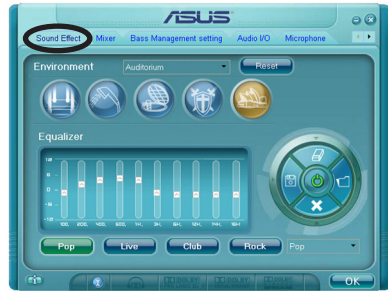 ASUS
Sound Effect Mixer Bass Management setting Audio I/O Microphone
Environment Auditorium Reset
Equalizer
Pop Live Club Rock Pop
OK